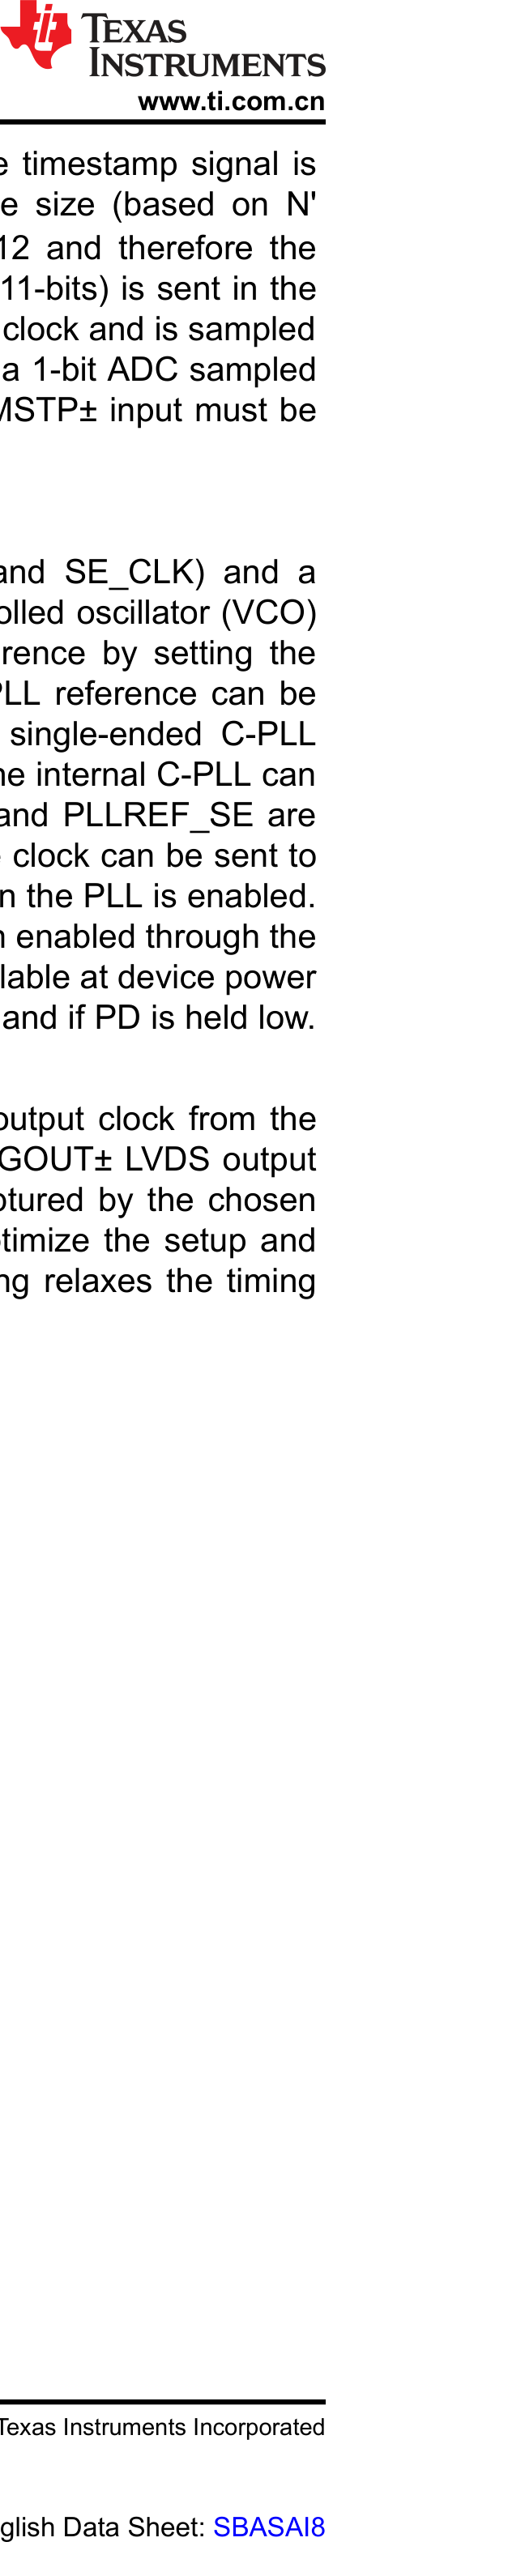 TEXAS
INSTRUMENTS
www.ti.com.cn
timestamp signal is
size (based on N'
12 and therefore the
11-bits) is sent in the
clock and is sampled
a 1-bit ADC sampled
MSTP± input must be
and SE_CLK) and a
olled oscillator (VCO)
rence by setting the
PLL reference can be
single-ended C-PLL
he internal C-PLL can
and PLLREF_SE are
clock can be sent to
n the PLL is enabled.
enabled through the
lable at device power
and if PD is held low.
output clock from the
GOUT± LVDS output
ptured by the chosen
timize the setup and
ng relaxes the timing
Texas Instruments Incorporated
glish Data Sheet: SBASAI8